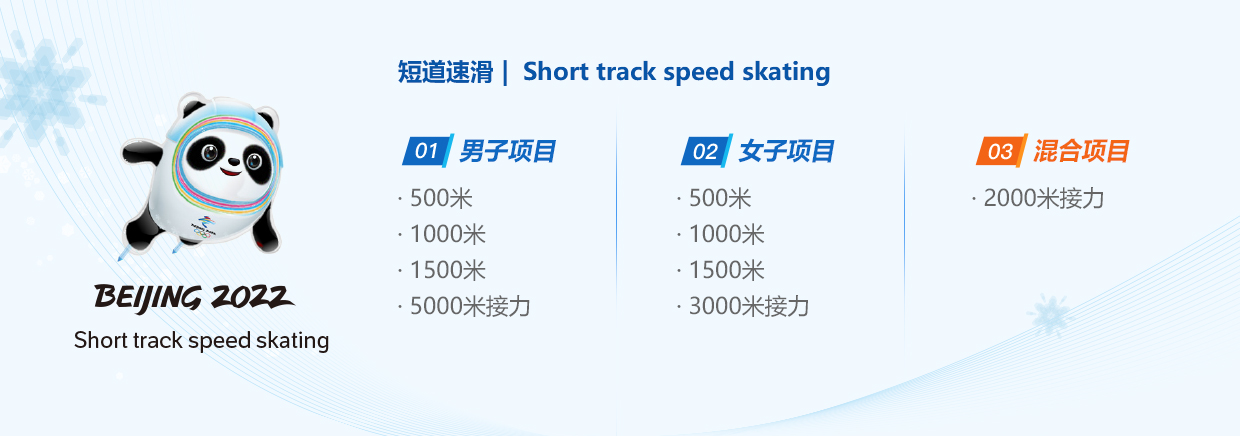 短道速滑 | Short track speed skating
01 男子项目
· 500米
· 1000米
· 1500米
· 5000米接力
02 女子项目
· 500米
· 1000米
· 1500米
· 3000米接力
03 混合项目
· 2000米接力
BEIJING 2022
Short track speed skating